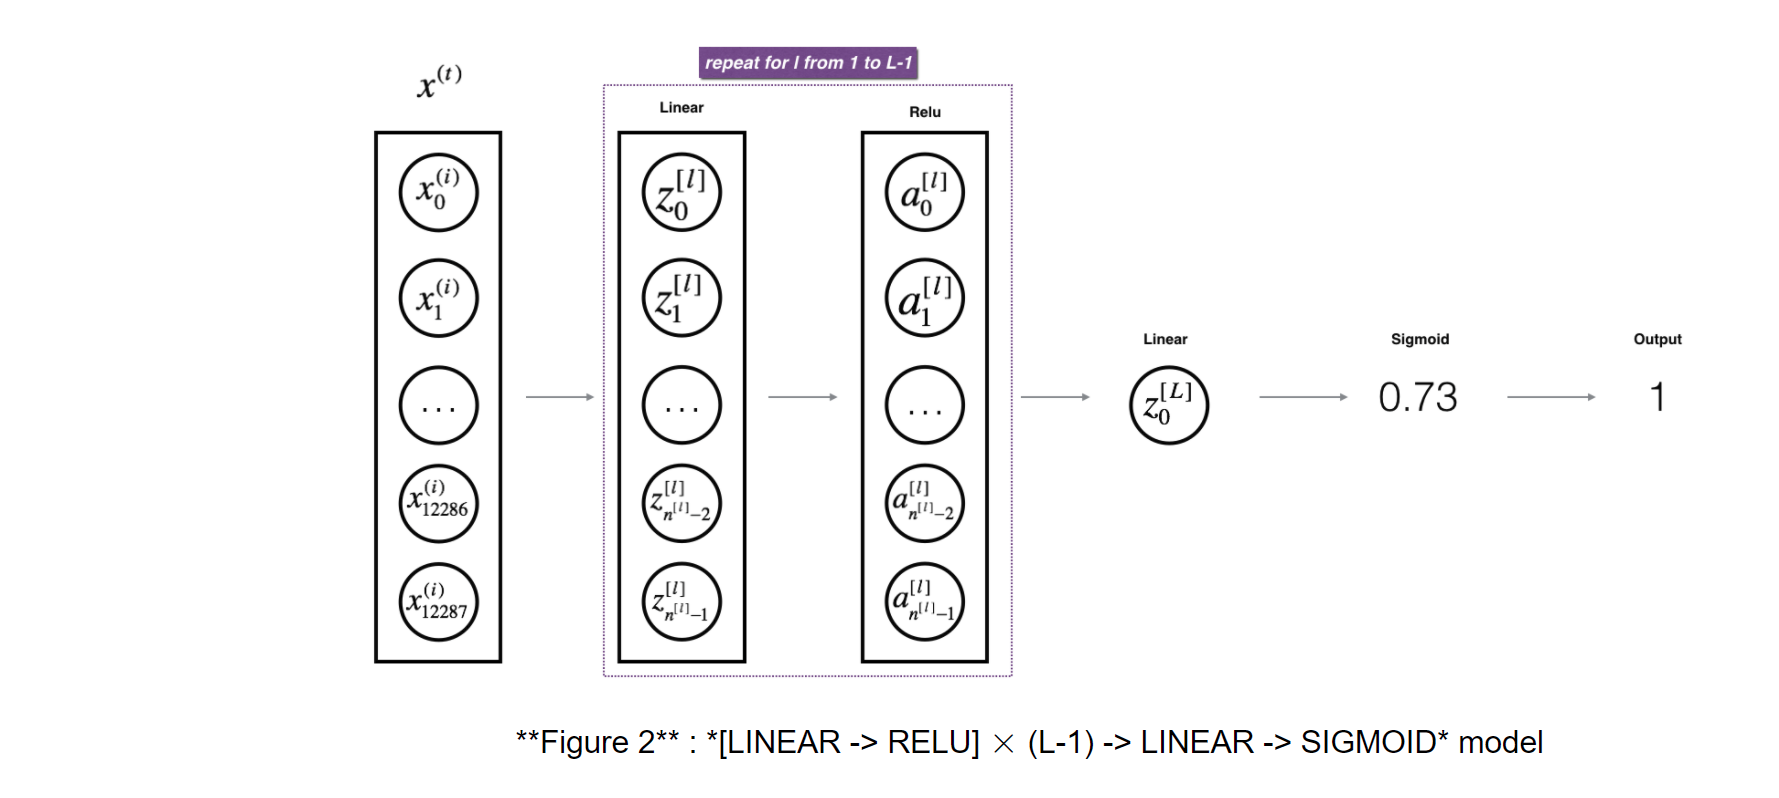 repeat for l from 1 to L-1
x^{(t)}
Linear
Relu
x_0^{(i)}
z_0^{[l]}
a_0^{[l]}
x_1^{(i)}
z_1^{[l]}
a_1^{[l]}
Linear
Sigmoid
Output
...
...
...
z_0^{[L]}
0.73
1
x_{12286}^{(i)}
z_{n^{[l]}-2}^{[l]}
a_{n^{[l]}-2}^{[l]}
x_{12287}^{(i)}
z_{n^{[l]}-1}^{[l]}
a_{n^{[l]}-1}^{[l]}
**Figure 2** : *[LINEAR -> RELU] × (L-1) -> LINEAR -> SIGMOID* model